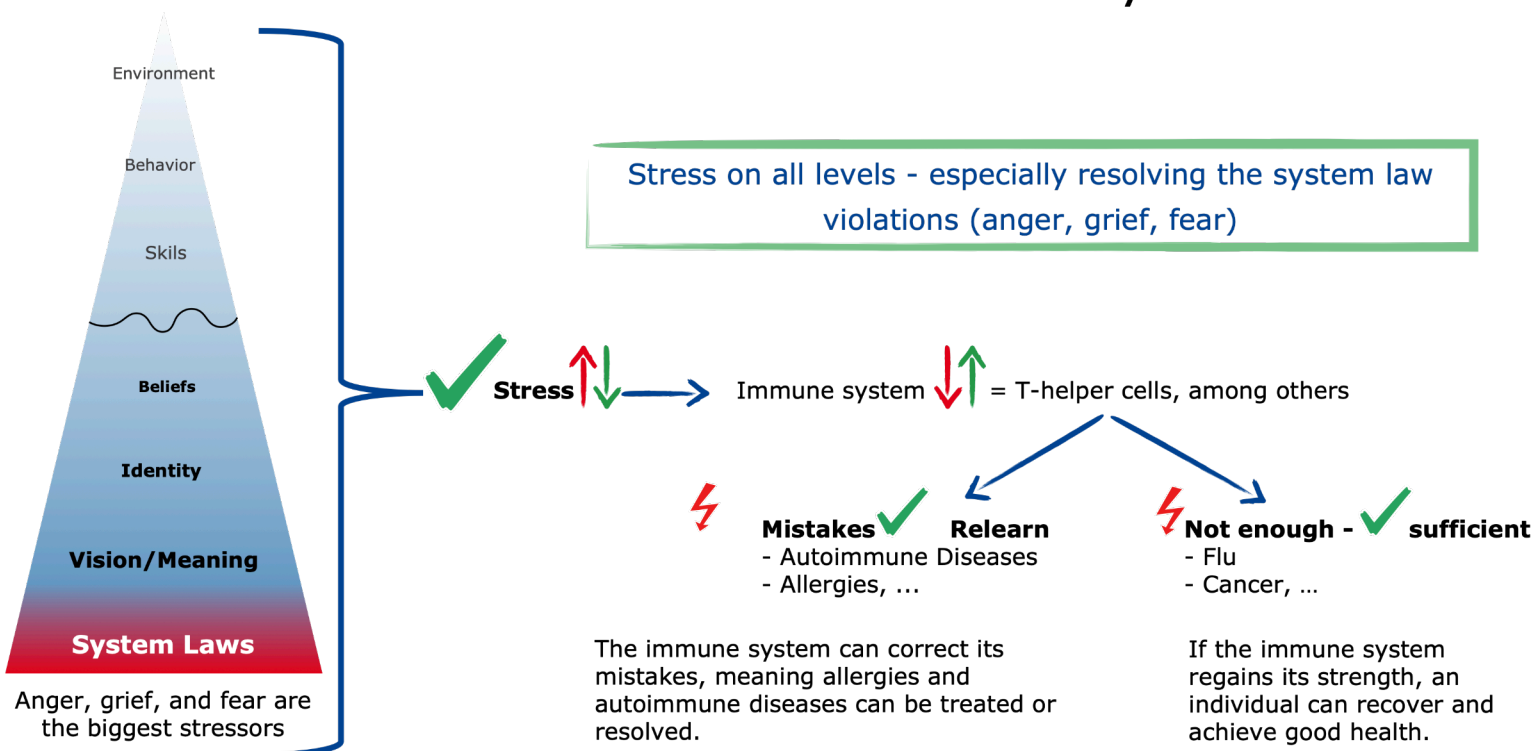 Environment
Behavior
Skils
Beliefs
Identity
Vision/Meaning
System Laws
Anger, grief, and fear are
the biggest stressors
Stress on all levels - especially resolving the system law
violations (anger, grief, fear)
Stress
Immune system = T-helper cells, among others
Mistakes Relearn
- Autoimmune Diseases
- Allergies, ...
The immune system can correct its
mistakes, meaning allergies and
autoimmune diseases can be treated or
resolved.
Not enough - sufficient
- Flu
- Cancer, ...
If the immune system
regains its strength, an
individual can recover and
achieve good health.